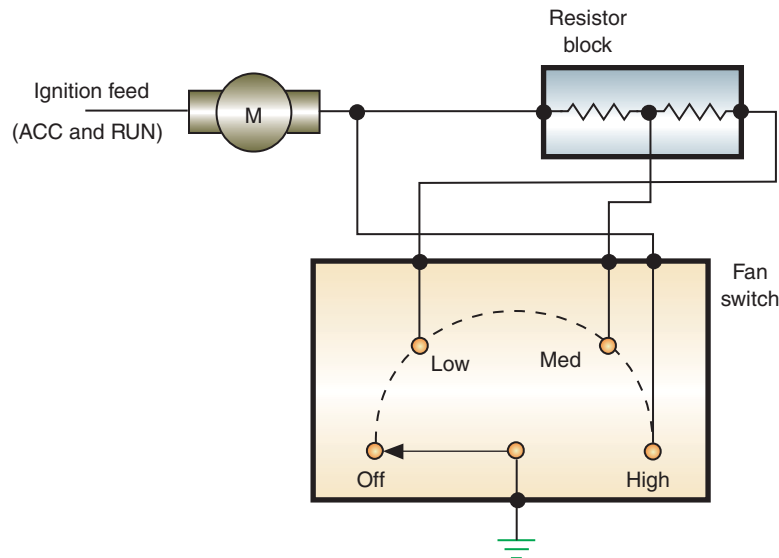 Resistor
block
Ignition feed
(ACC and RUN)
M
Fan
switch
Low
Med
Off
High